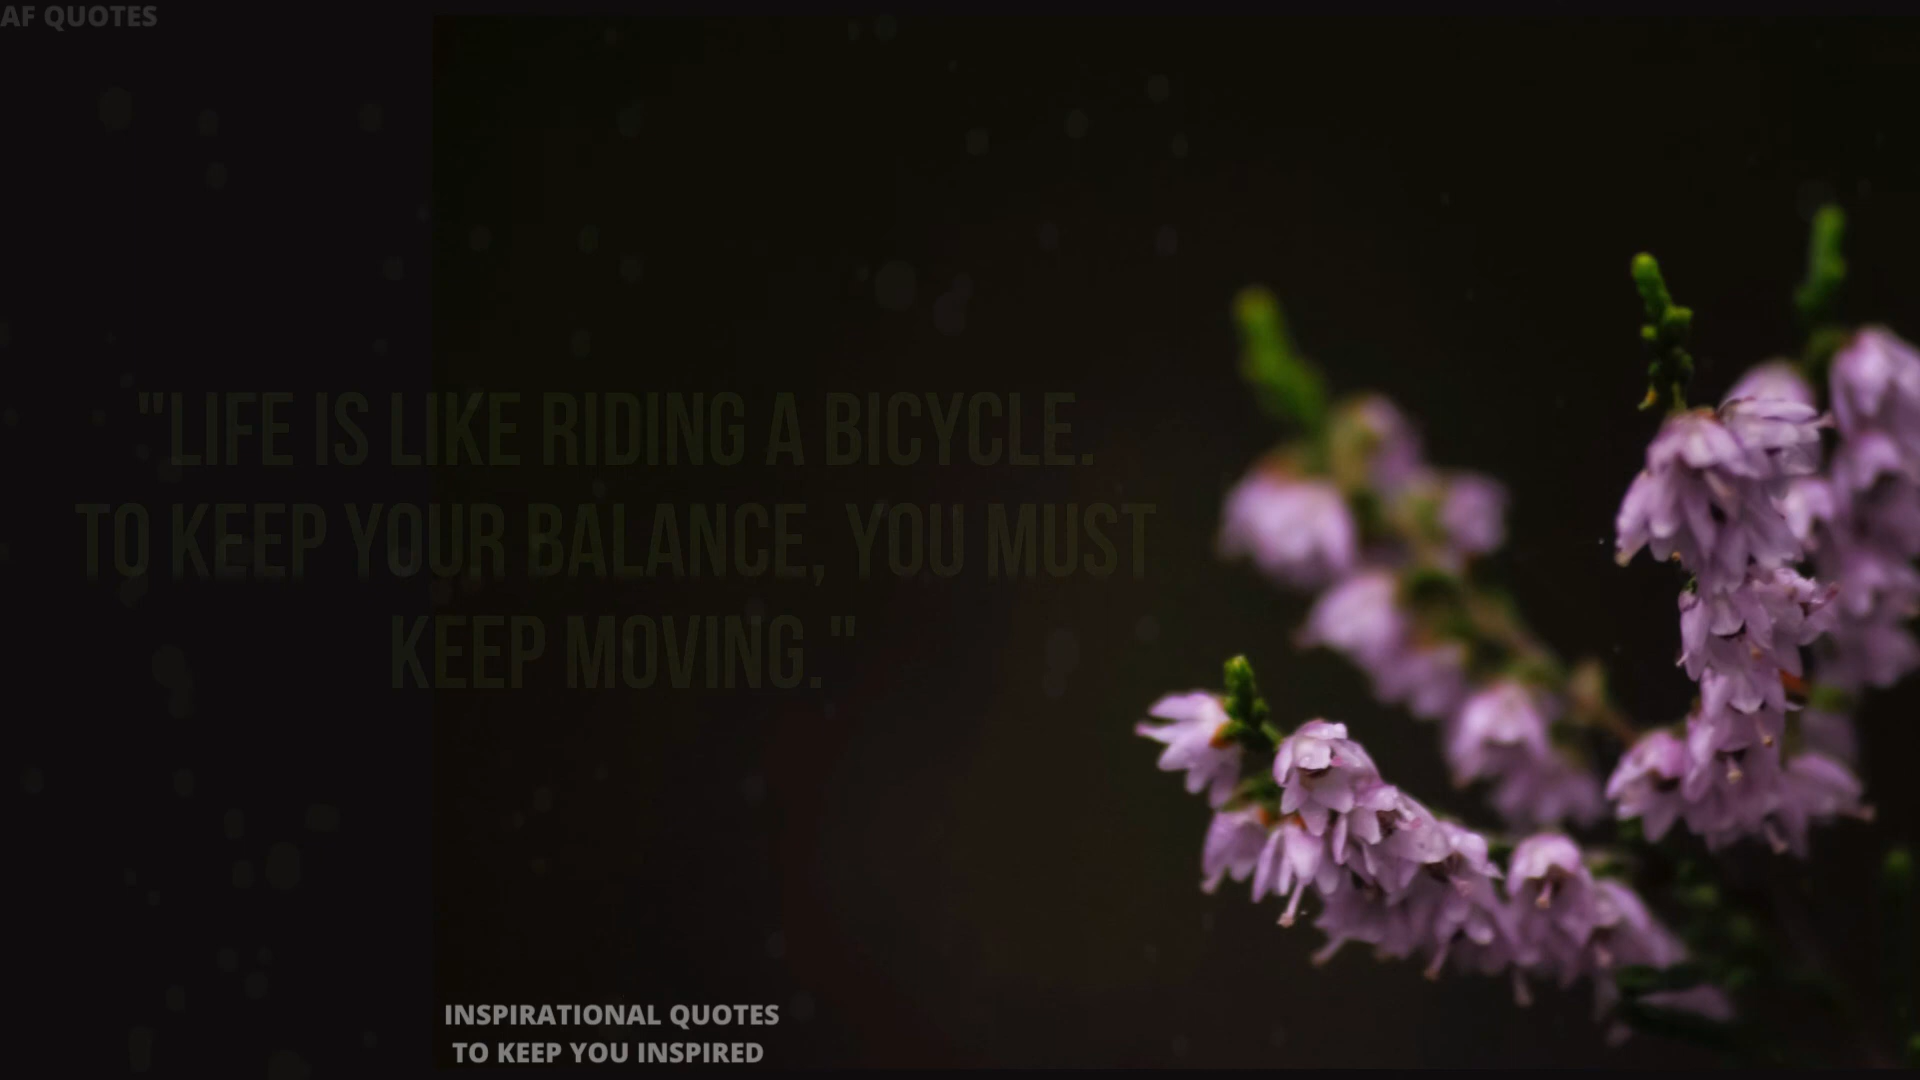 AF QUOTES
"LIFE IS LIKE RIDING A BICYCLE.
TO KEEP YOUR BALANCE, YOU MUST
KEEP MOVING."
INSPIRATIONAL QUOTES
TO KEEP YOU INSPIRED